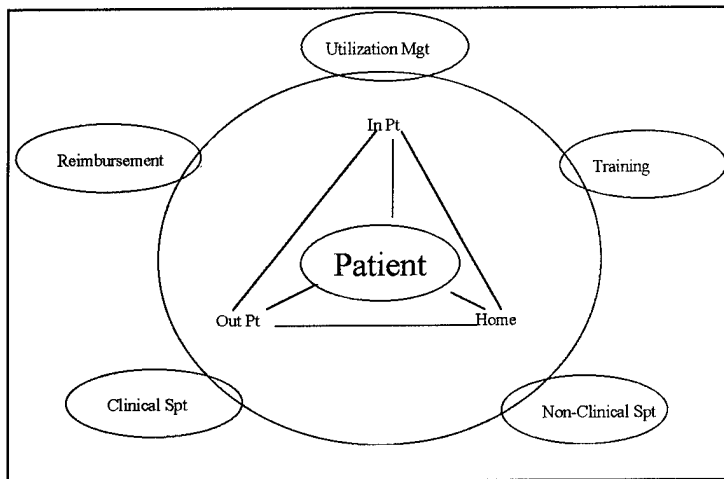 Utilization Mgt
In Pt
Reimbursement
Training
Patient
Out Pt
Home
Clinical Spt
Non-Clinical Spt